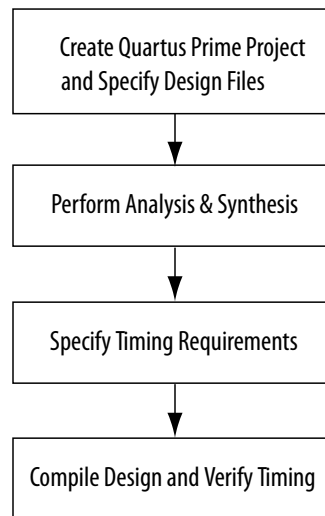 Create Quartus Prime Project
and Specify Design Files
Perform Analysis & Synthesis
Specify Timing Requirements
Compile Design and Verify Timing